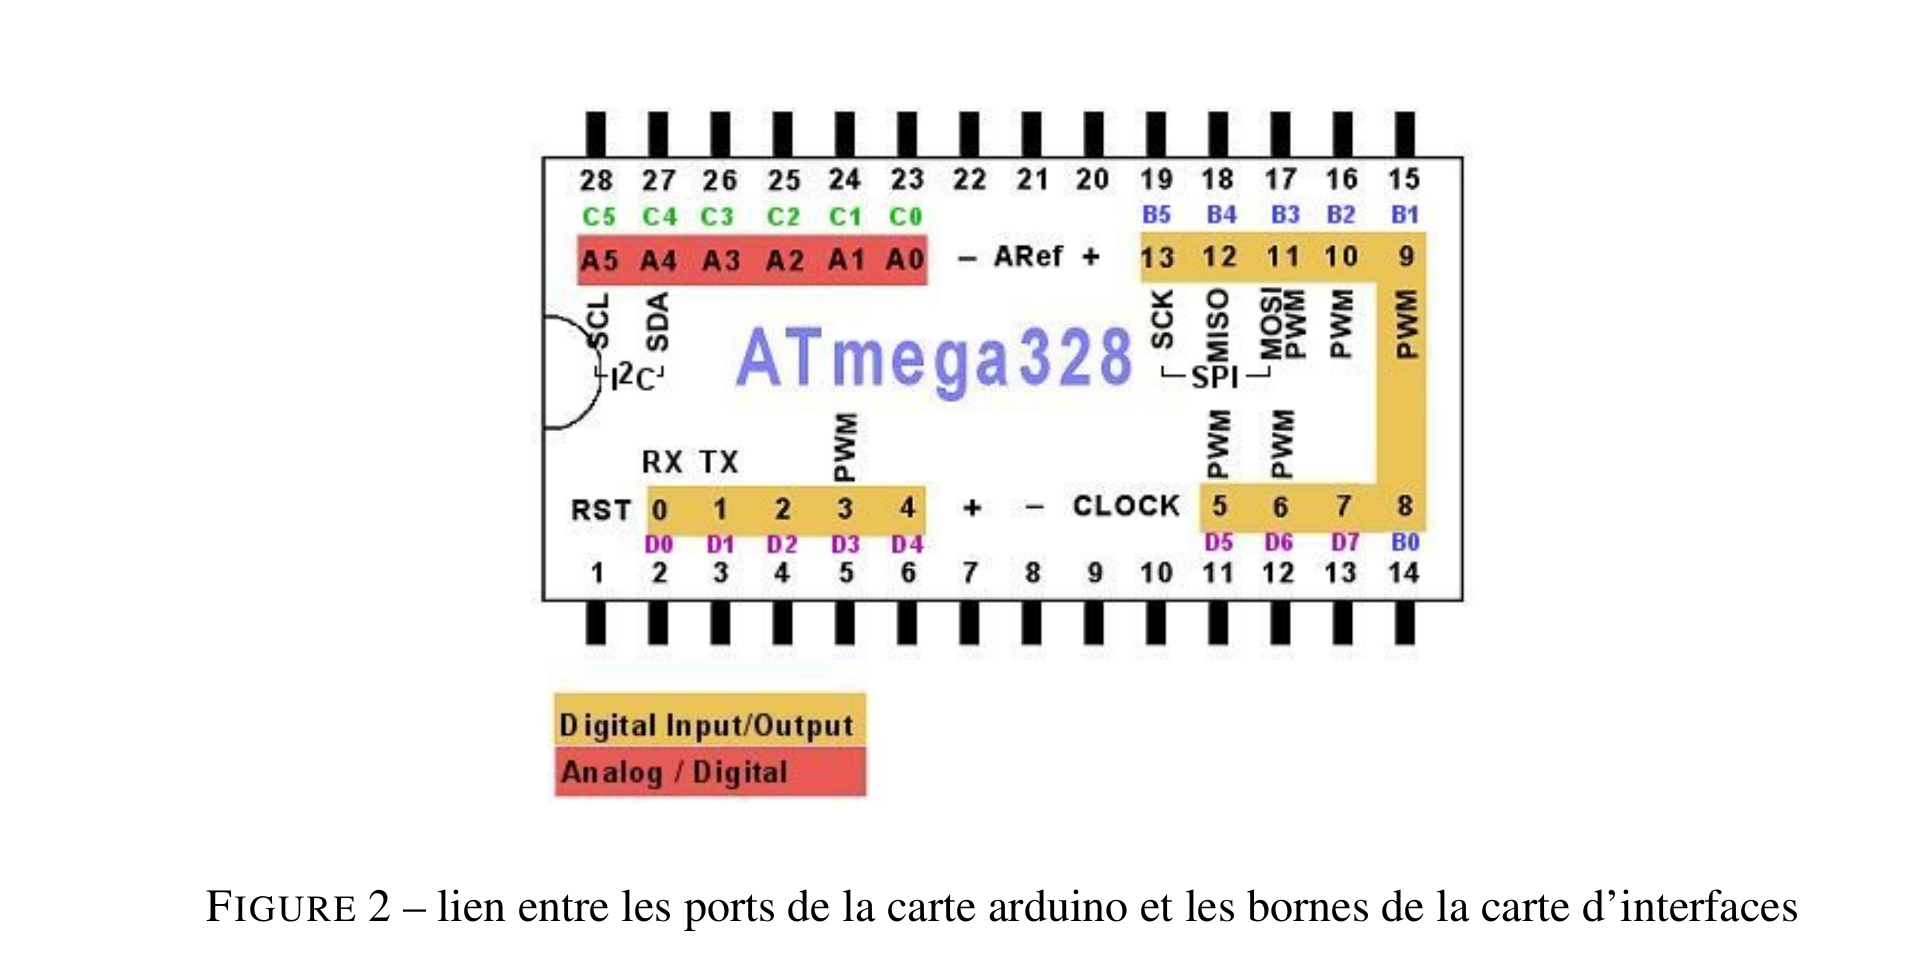 28 27 26 25 24 23 22 21 20 19 18 17 16 15
C5 C4 C3 C2 C1 C0 B5 B4 B3 B2 B1
A5 A4 A3 A2 A1 A0 – ARef + 13 12 11 10 9
SCL SDA SCK MISO MOSI PWM PWM PWM
I²C ATmega328 SPI
PWM PWM PWM
RX TX
RST 0 1 2 3 4 + – CLOCK 5 6 7 8
D0 D1 D2 D3 D4 D5 D6 D7 B0
1 2 3 4 5 6 7 8 9 10 11 12 13 14
Digital Input/Output
Analog / Digital
FIGURE 2 – lien entre les ports de la carte arduino et les bornes de la carte d’interfaces